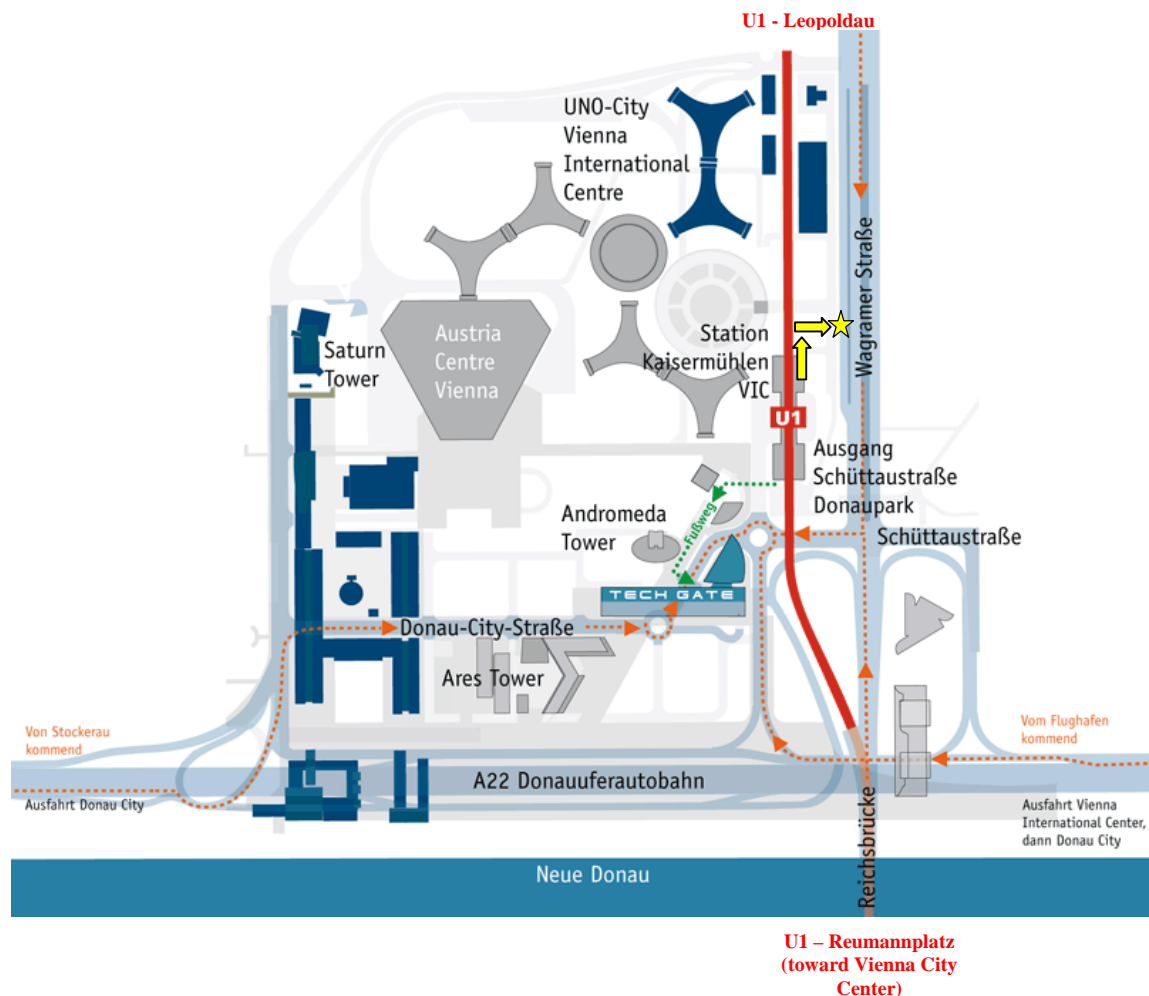 U1 - Leopoldau
UNO-City
Vienna
International
Centre
Wagramer Straße
Station
Kaisermühlen
VIC
Saturn
Tower
Austria
Centre
Vienna
U1
Ausgang
Schüttaustraße
Donaupark
Fußweg
Andromeda
Tower
Schüttaustraße
TECH GATE
Donau-City-Straße
Ares Tower
Von Stockerau
kommend
Vom Flughafen
kommend
A22 Donauuferautobahn
Ausfahrt Donau City
Ausfahrt Vienna
International Center,
dann Donau City
Reichsbrücke
Neue Donau
U1 – Reumannplatz
(toward Vienna City
Center)